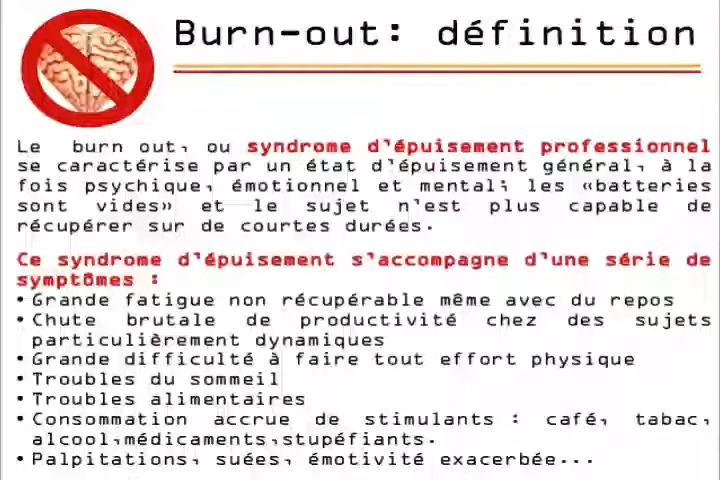 Burn-out: définition
Le burn out, ou syndrome d'épuisement professionnel
se caractérise par un état d'épuisement général, à la
fois psychique, émotionnel et mental; les «batteries
sont vides» et le sujet n'est plus capable de
récupérer sur de courtes durées.
Ce syndrome d'épuisement s'accompagne d'une série de
symptômes :
• Grande fatigue non récupérable même avec du repos
• Chute brutale de productivité chez des sujets
particulièrement dynamiques
• Grande difficulté à faire tout effort physique
• Troubles du sommeil
• Troubles alimentaires
• Consommation accrue de stimulants : café, tabac,
alcool,médicaments,stupéfiants.
• Palpitations, suées, émotivité exacerbée...